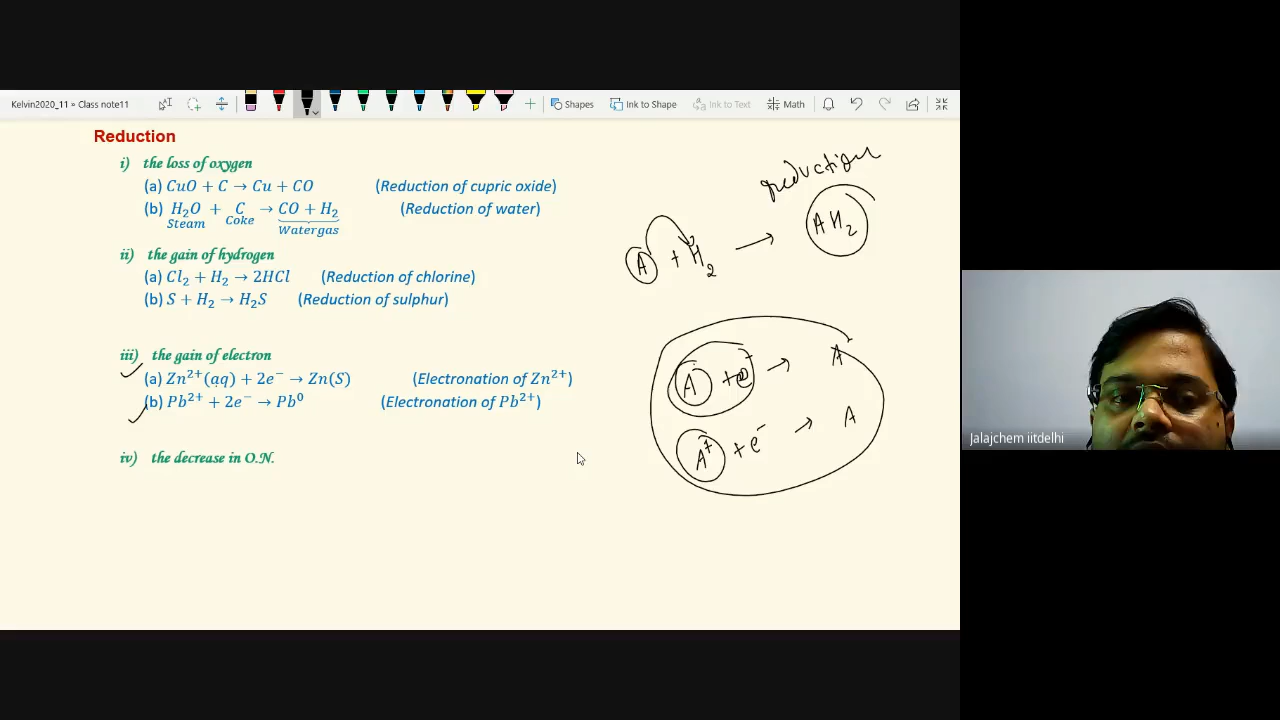 Kelvin2020_11 » Class note11
Shapes
Ink to Shape
Ink to Text
Math
Reduction
i) the loss of oxygen
(a) CuO + C → Cu + CO (Reduction of cupric oxide)
(b) H₂O + C → CO + H₂ (Reduction of water)
Steam Coke Watergas
ii) the gain of hydrogen
(a) Cl₂ + H₂ → 2HCl (Reduction of chlorine)
(b) S + H₂ → H₂S (Reduction of sulphur)
iii) the gain of electron
(a) Zn²⁺(aq) + 2e⁻ → Zn(S) (Electronation of Zn²⁺)
(b) Pb²⁺ + 2e⁻ → Pb⁰ (Electronation of Pb²⁺)
iv) the decrease in O.N.
reduction
A + H₂ → AH₂
A + e⁻ → A⁻
A⁺ + e⁻ → A
Jalajchem iitdelhi